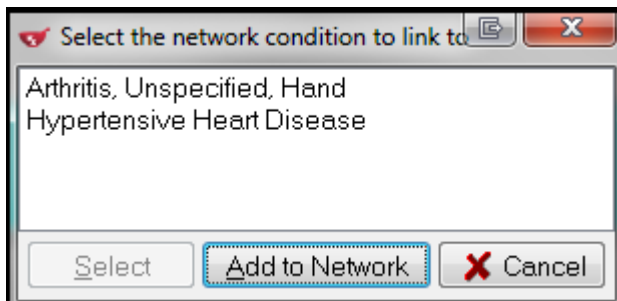 Select the network condition to link to
Arthritis, Unspecified, Hand
Hypertensive Heart Disease
Select
Add to Network
Cancel